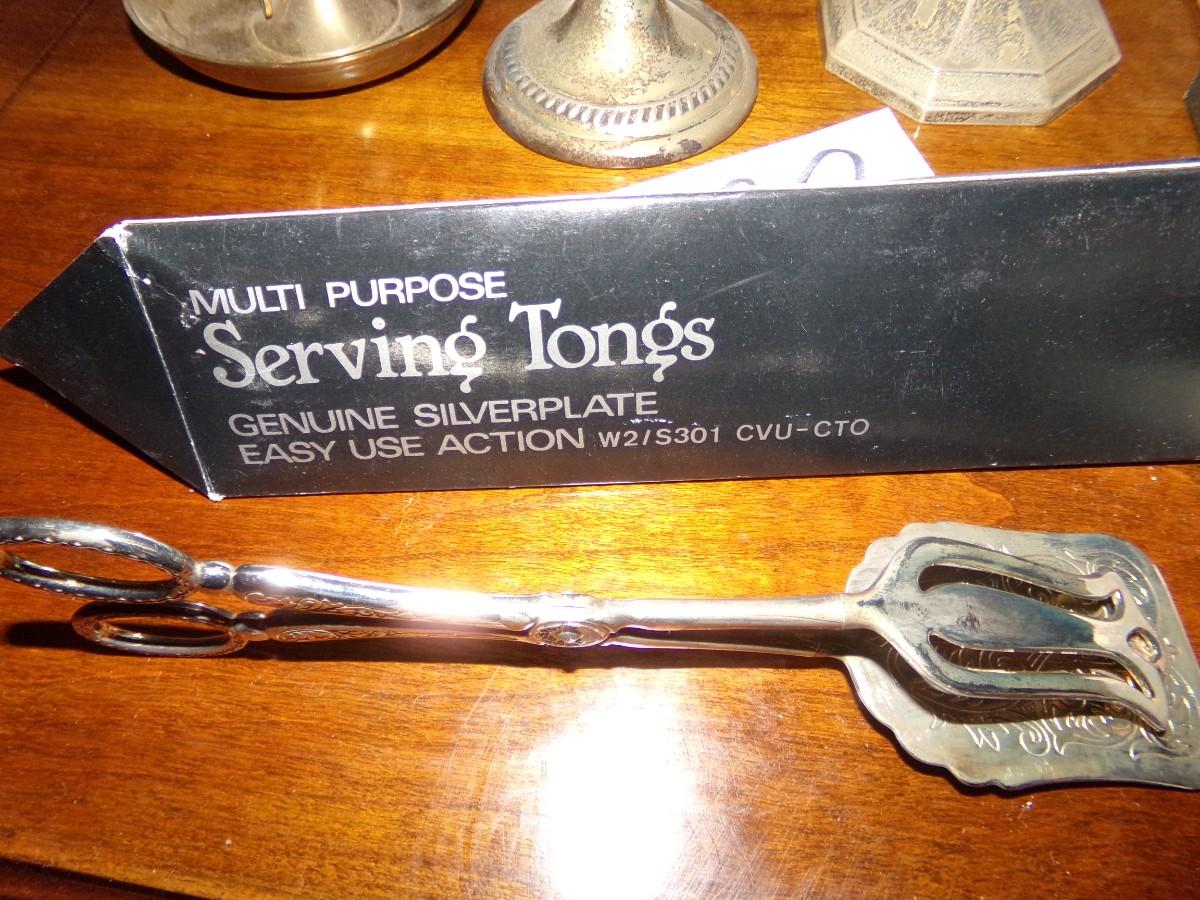 MULTI PURPOSE
Serving Tongs
GENUINE SILVERPLATE
EASY USE ACTION W2/S301 CVU-CTO